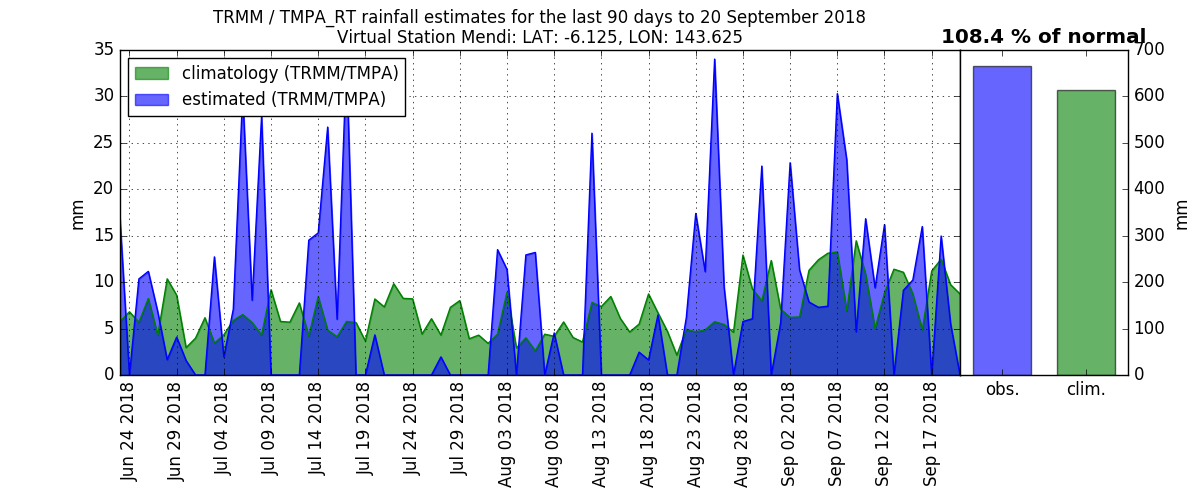 TRMM / TMPA_RT rainfall estimates for the last 90 days to 20 September 2018
Virtual Station Mendi: LAT: -6.125, LON: 143.625
108.4 % of normal
climatology (TRMM/TMPA)
estimated (TRMM/TMPA)
mm
35
30
25
20
15
10
5
0
Jun 24 2018
Jun 29 2018
Jul 04 2018
Jul 09 2018
Jul 14 2018
Jul 19 2018
Jul 24 2018
Jul 29 2018
Aug 03 2018
Aug 08 2018
Aug 13 2018
Aug 18 2018
Aug 23 2018
Aug 28 2018
Sep 02 2018
Sep 07 2018
Sep 12 2018
Sep 17 2018
obs.
clim.
700
600
500
400
300
200
100
0
mm